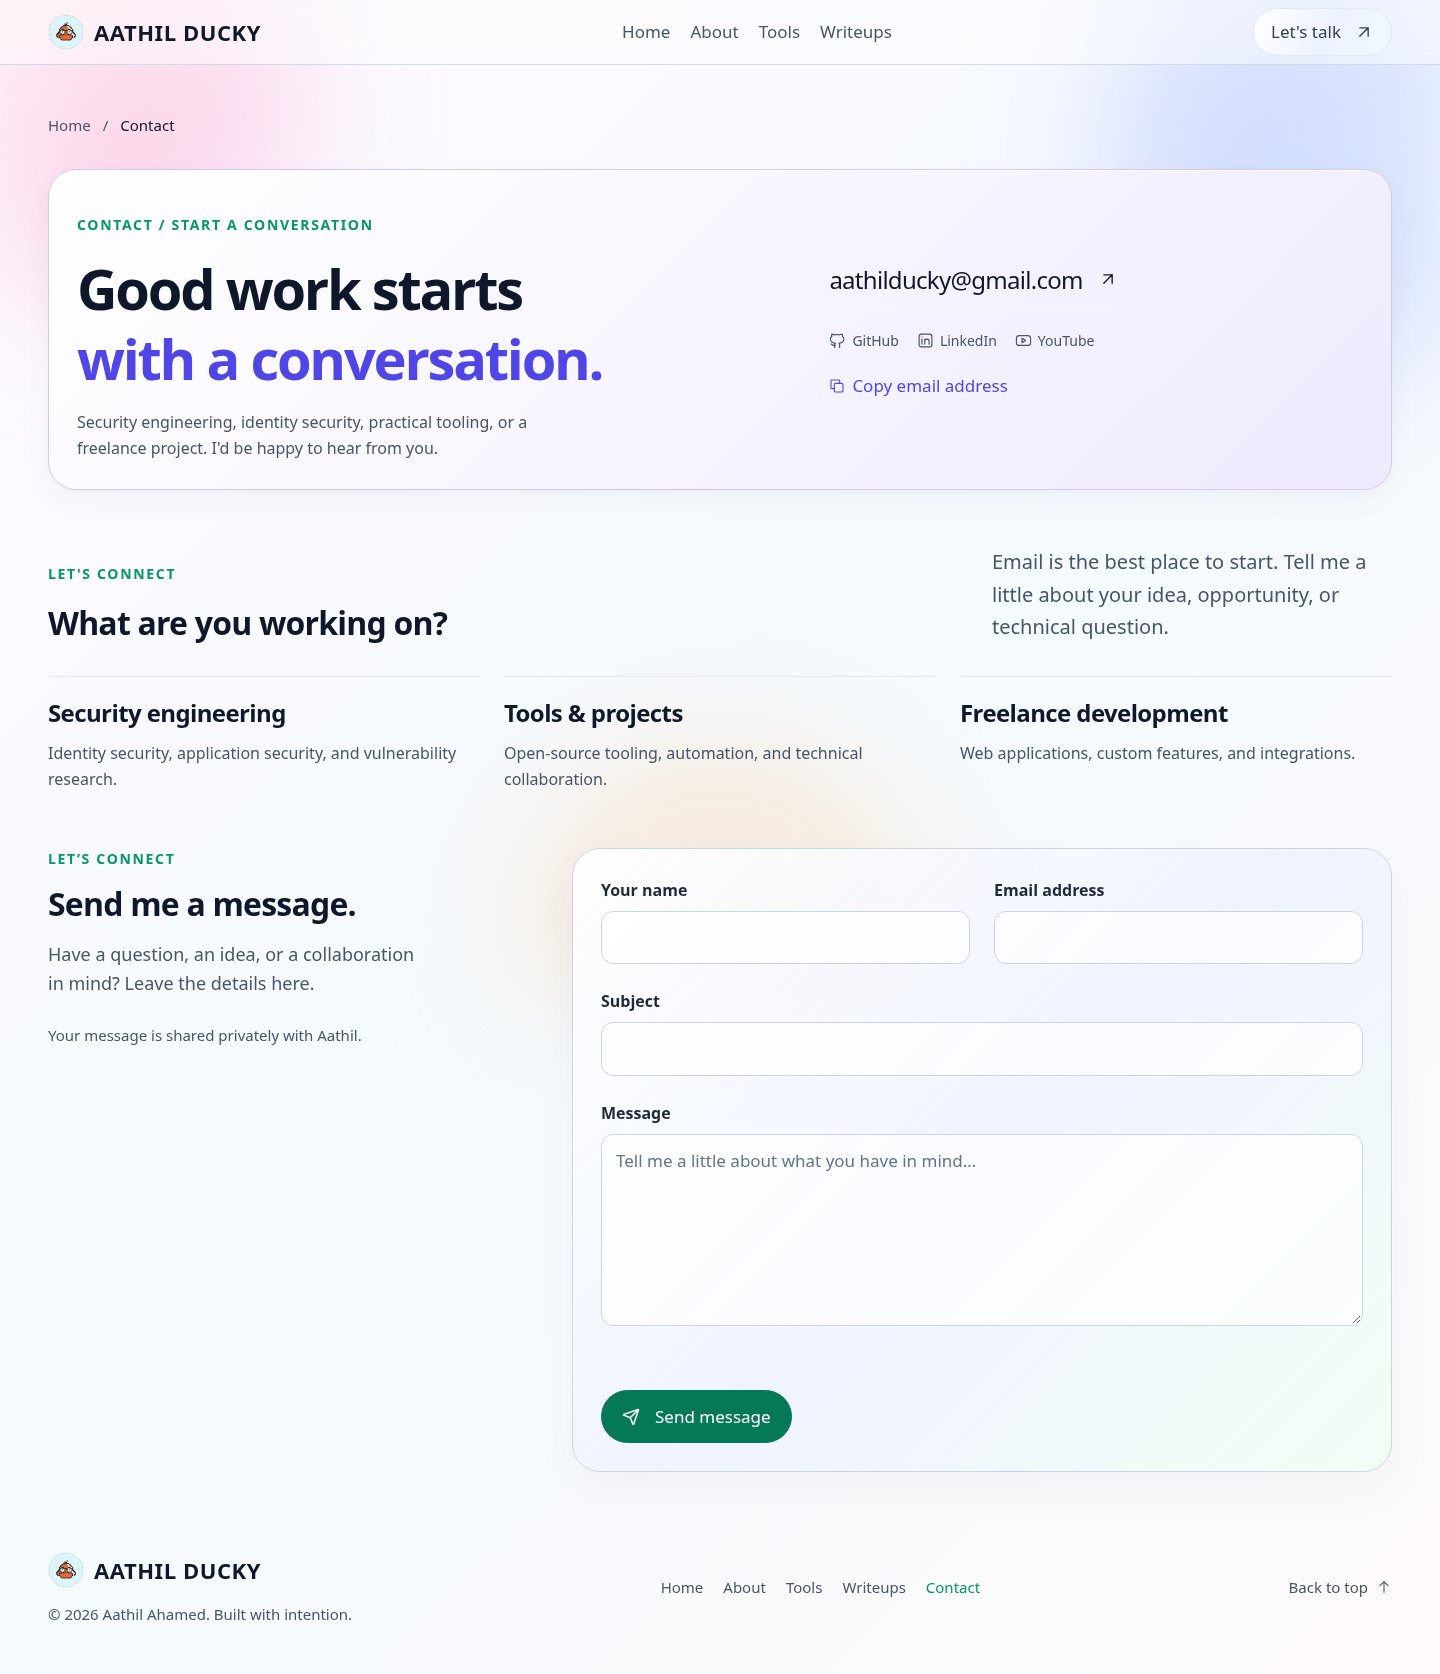 AATHIL DUCKY
Home About Tools Writeups
Let's talk
Home / Contact
CONTACT / START A CONVERSATION
Good work starts
with a conversation.
Security engineering, identity security, practical tooling, or a
freelance project. I'd be happy to hear from you.
aathilducky@gmail.com
GitHub LinkedIn YouTube
Copy email address
LET'S CONNECT
What are you working on?
Email is the best place to start. Tell me a
little about your idea, opportunity, or
technical question.
Security engineering
Identity security, application security, and vulnerability
research.
Tools & projects
Open-source tooling, automation, and technical
collaboration.
Freelance development
Web applications, custom features, and integrations.
LET’S CONNECT
Send me a message.
Have a question, an idea, or a collaboration
in mind? Leave the details here.
Your message is shared privately with Aathil.
Your name
Email address
Subject
Message
Tell me a little about what you have in mind...
Send message
AATHIL DUCKY
© 2026 Aathil Ahamed. Built with intention.
Home About Tools Writeups Contact
Back to top